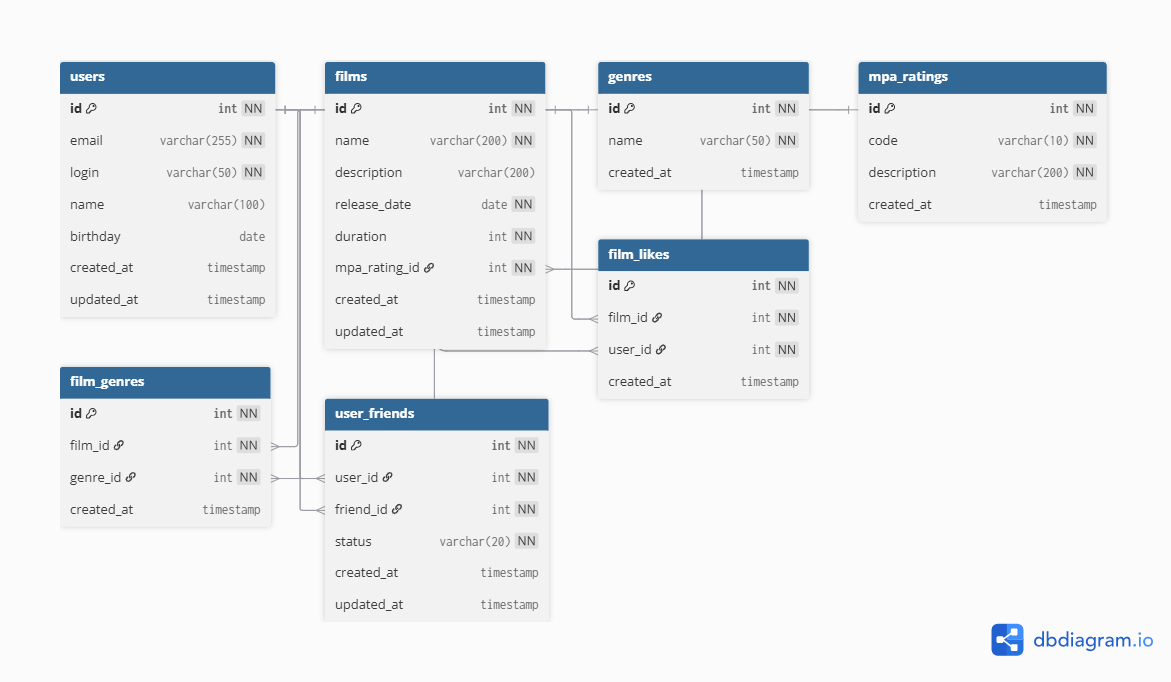 users
id int NN
email varchar(255) NN
login varchar(50) NN
name varchar(100)
birthday date
created_at timestamp
updated_at timestamp
films
id int NN
name varchar(200) NN
description varchar(200)
release_date date NN
duration int NN
mpa_rating_id int NN
created_at timestamp
updated_at timestamp
genres
id int NN
name varchar(50) NN
created_at timestamp
mpa_ratings
id int NN
code varchar(10) NN
description varchar(200) NN
created_at timestamp
film_likes
id int NN
film_id int NN
user_id int NN
created_at timestamp
film_genres
id int NN
film_id int NN
genre_id int NN
created_at timestamp
user_friends
id int NN
user_id int NN
friend_id int NN
status varchar(20) NN
created_at timestamp
updated_at timestamp
dbdiagram.io